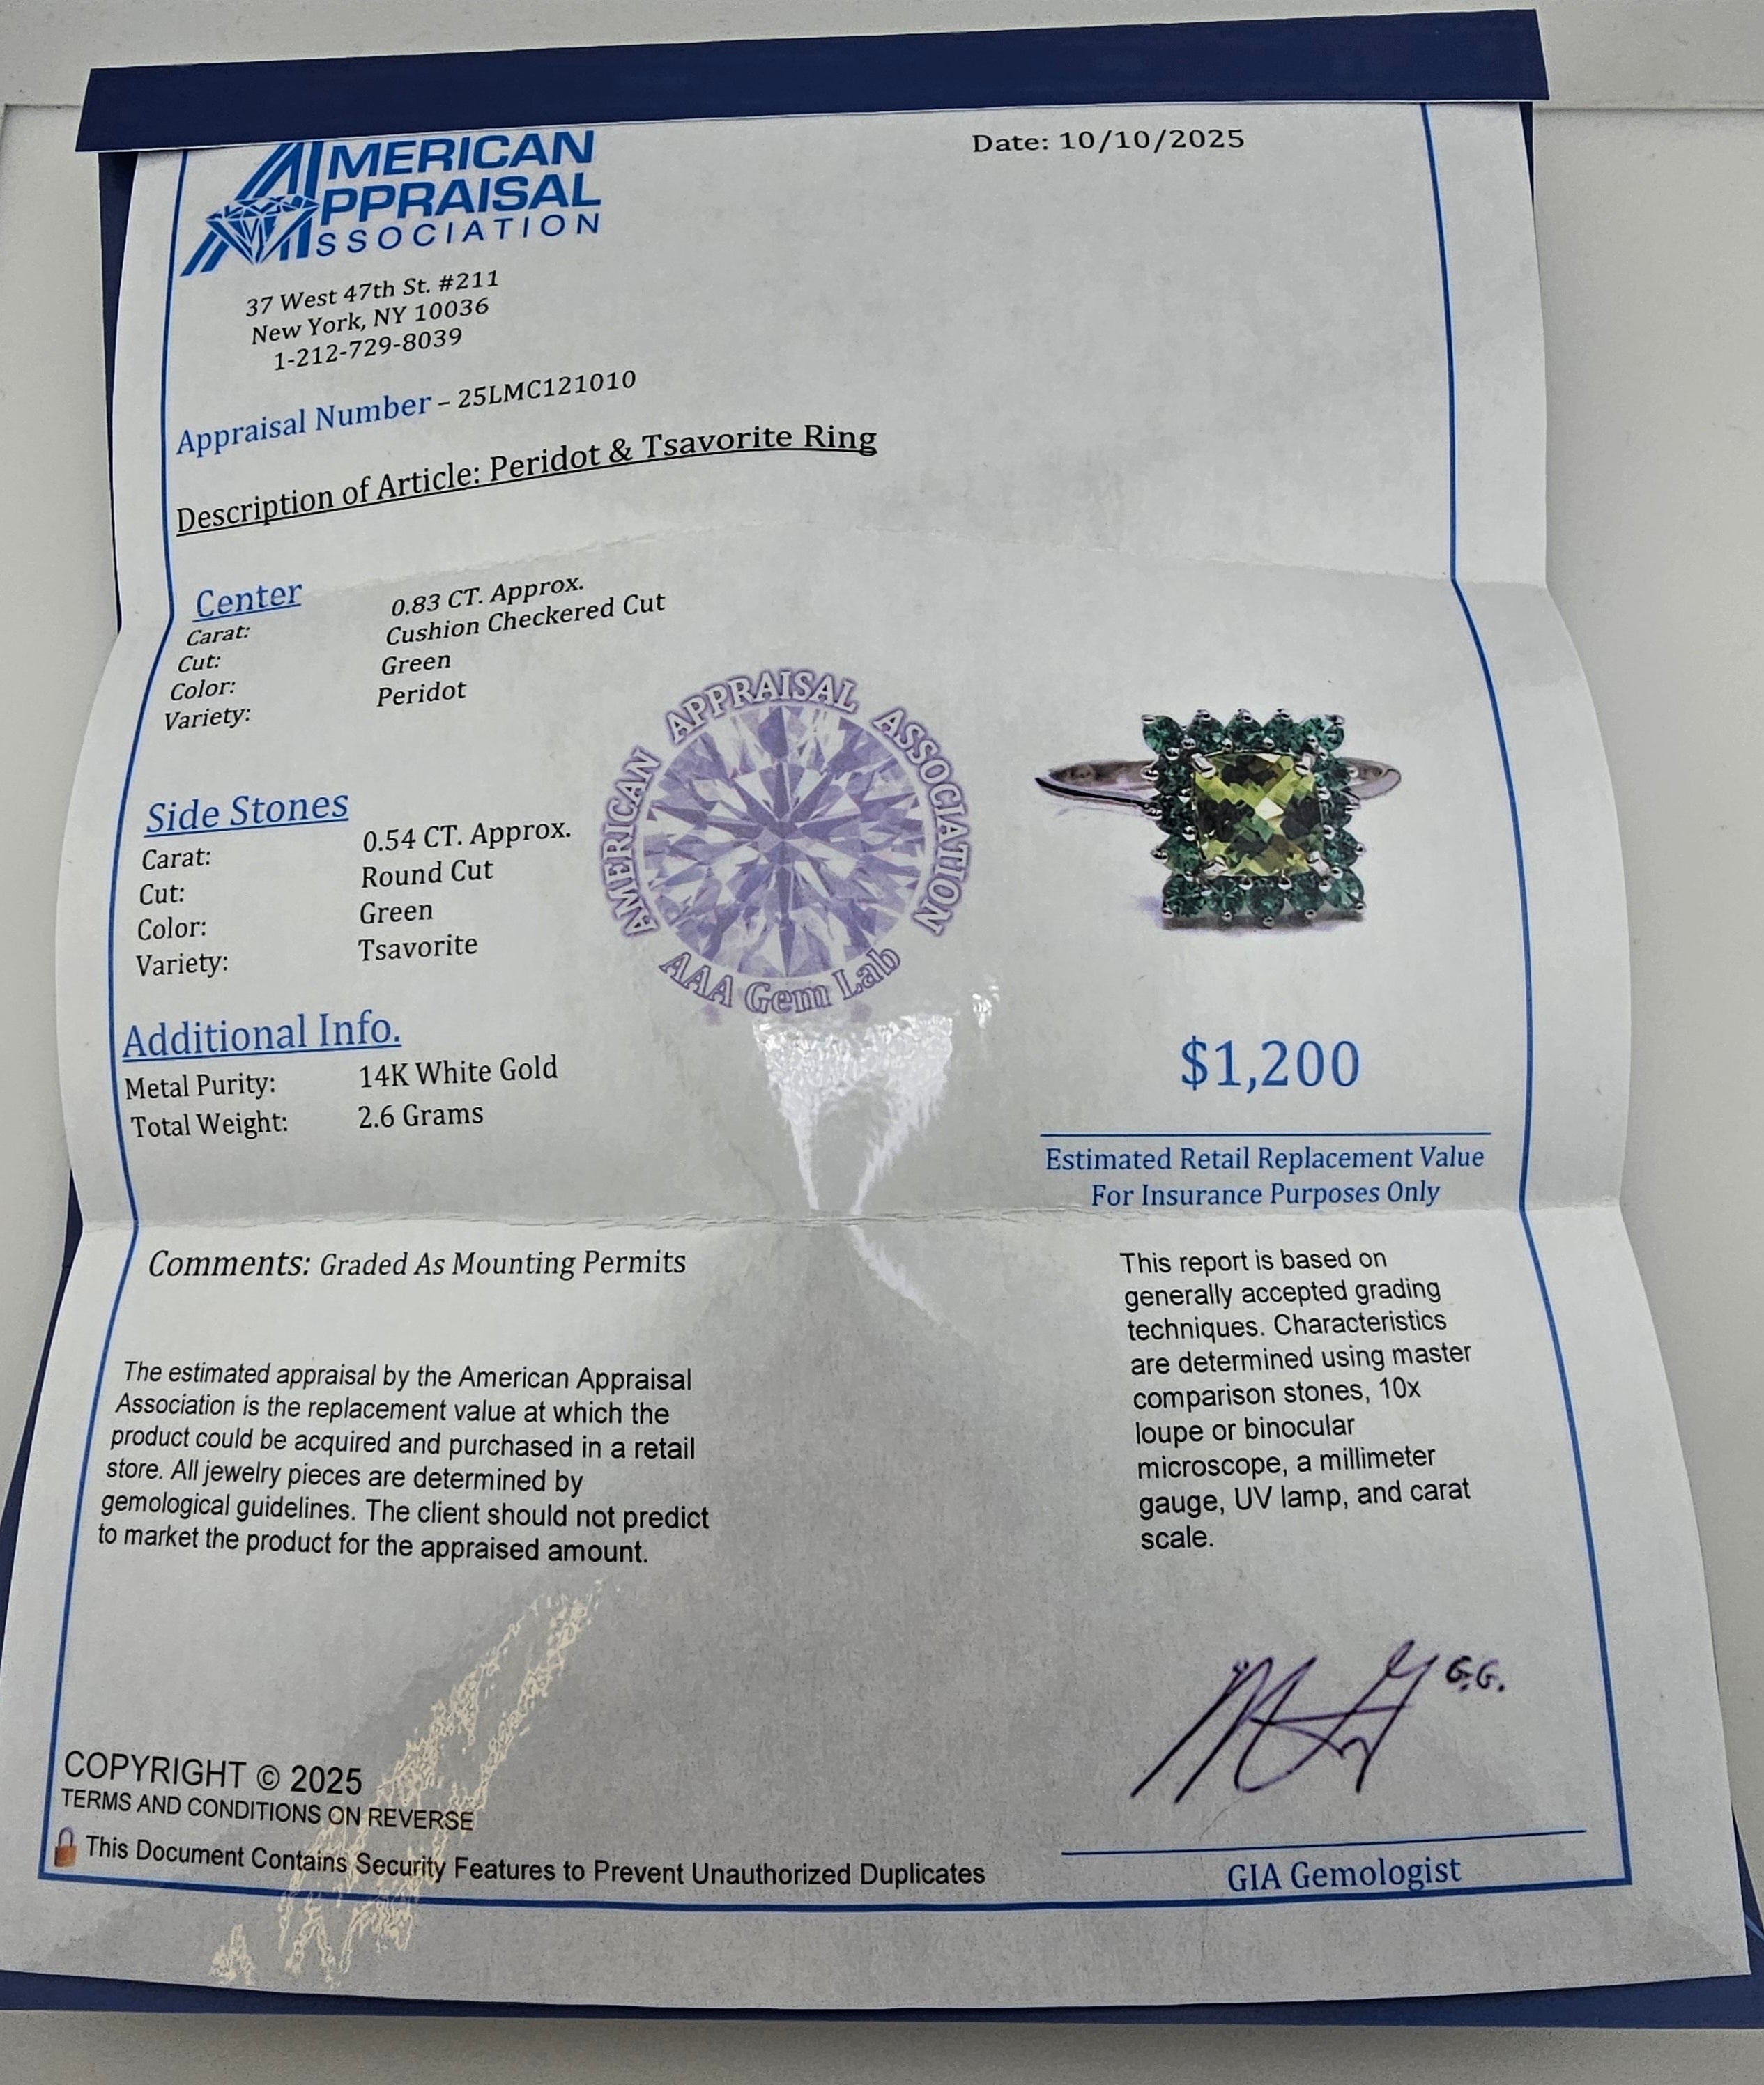 AMERICAN
APPRAISAL
ASSOCIATION
Date: 10/10/2025
37 West 47th St. #211
New York, NY 10036
1-212-729-8039
Appraisal Number – 25LMC121010
Description of Article: Peridot & Tsavorite Ring
Center
Carat: 0.83 CT. Approx.
Cut: Cushion Checkered Cut
Color: Green
Variety: Peridot
Side Stones
Carat: 0.54 CT. Approx.
Cut: Round Cut
Color: Green
Variety: Tsavorite
AMERICAN APPRAISAL ASSOCIATION
AAA Gem Lab
Additional Info.
Metal Purity: 14K White Gold
Total Weight: 2.6 Grams
$1,200
Estimated Retail Replacement Value
For Insurance Purposes Only
Comments: Graded As Mounting Permits
The estimated appraisal by the American Appraisal
Association is the replacement value at which the
product could be acquired and purchased in a retail
store. All jewelry pieces are determined by
gemological guidelines. The client should not predict
to market the product for the appraised amount.
This report is based on
generally accepted grading
techniques. Characteristics
are determined using master
comparison stones, 10x
loupe or binocular
microscope, a millimeter
gauge, UV lamp, and carat
scale.
G.G.
GIA Gemologist
COPYRIGHT © 2025
TERMS AND CONDITIONS ON REVERSE
This Document Contains Security Features to Prevent Unauthorized Duplicates